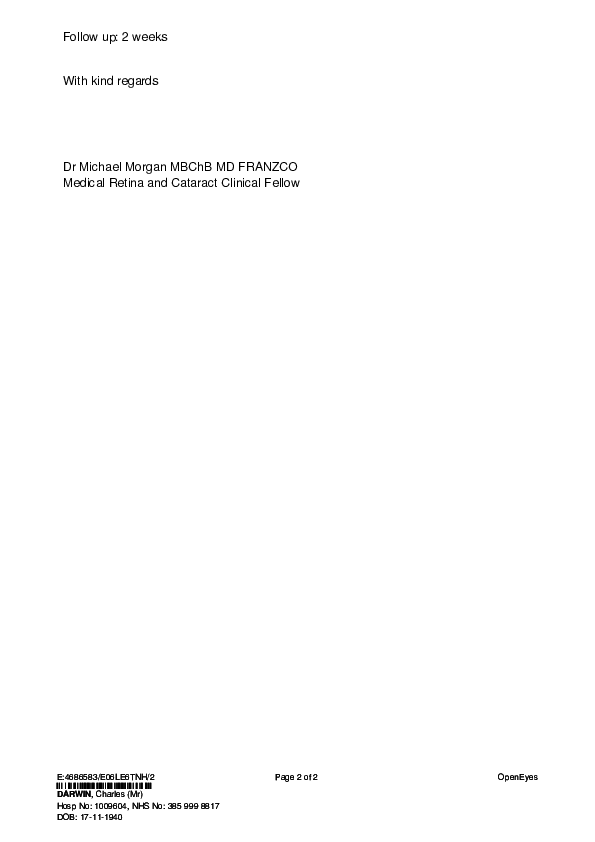 Follow up: 2 weeks
With kind regards
Dr Michael Morgan MBChB MD FRANZCO
Medical Retina and Cataract Clinical Fellow
E:4686583/E06LE6TNH/2
Page 2 of 2
OpenEyes
DARWIN, Charles (Mr)
Hosp No: 1009604, NHS No: 385 999 8817
DOB: 17-11-1940